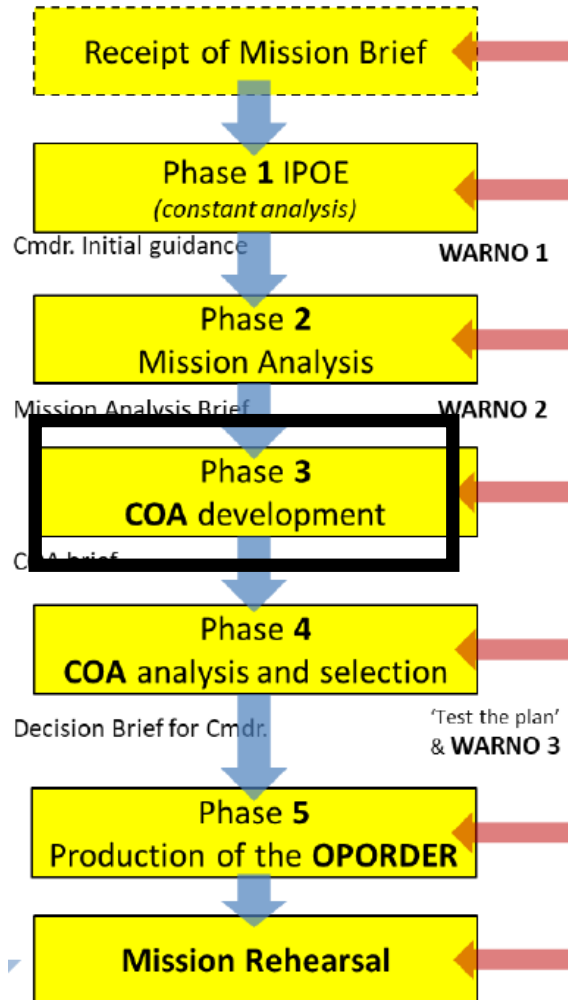 Receipt of Mission Brief
Phase 1 IPOE
(constant analysis)
Cmdr. Initial guidance
WARNO 1
Phase 2
Mission Analysis
Mission Analysis Brief
WARNO 2
Phase 3
COA development
COA brief
Phase 4
COA analysis and selection
Decision Brief for Cmdr.
'Test the plan'
& WARNO 3
Phase 5
Production of the OPORDER
Mission Rehearsal